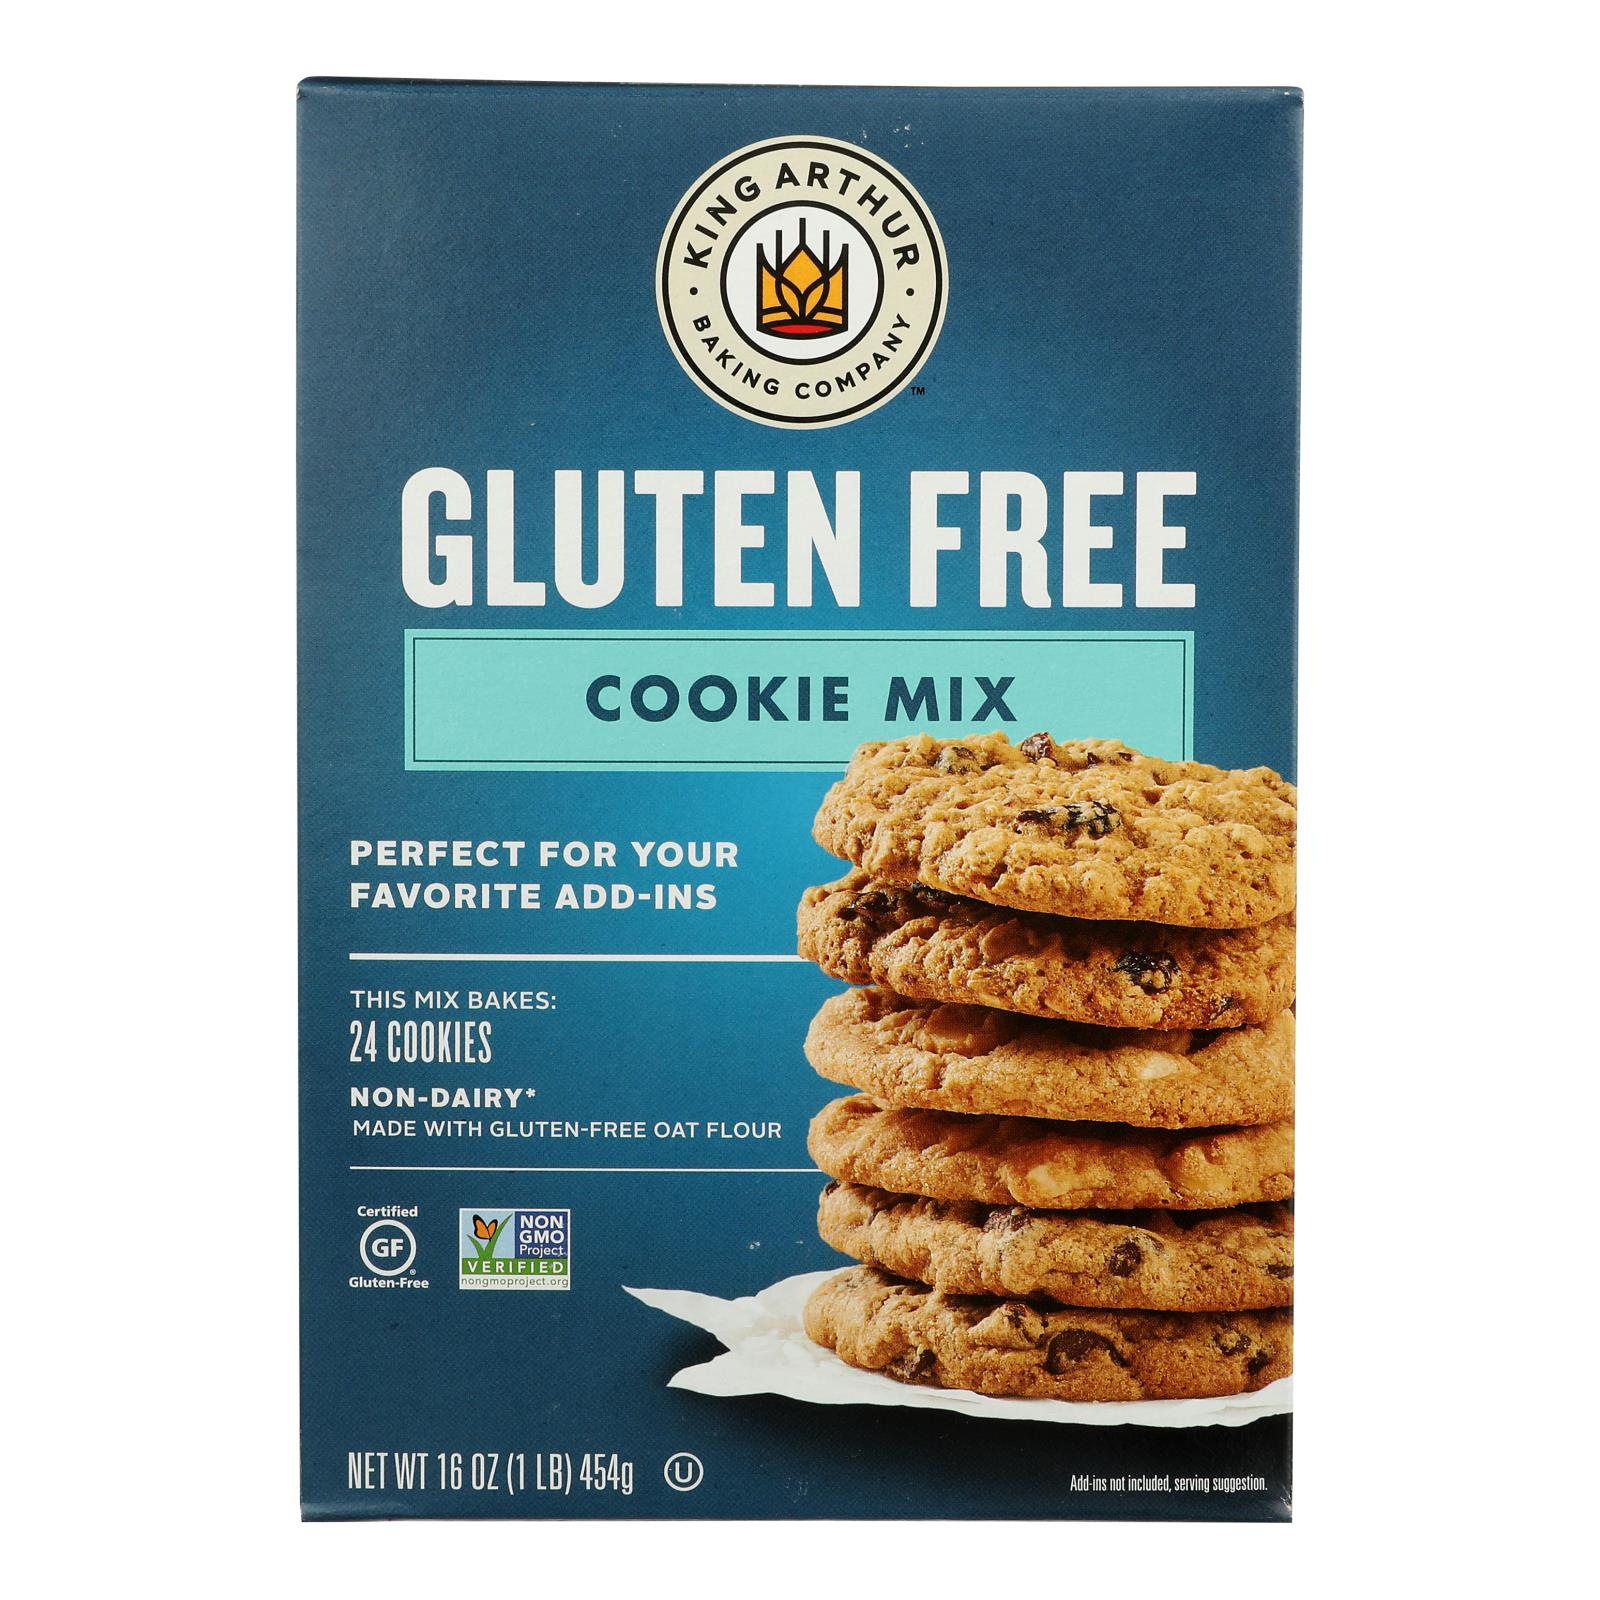 KING ARTHUR
BAKING COMPANY
TM
GLUTEN FREE
COOKIE MIX
PERFECT FOR YOUR
FAVORITE ADD-INS
THIS MIX BAKES:
24 COOKIES
NON-DAIRY*
MADE WITH GLUTEN-FREE OAT FLOUR
Certified
GF®
Gluten-Free
NON
GMO
Project
VERIFIED
nongmoproject.org
NET WT 16 OZ (1 LB) 454g
U
Add-ins not included, serving suggestion.